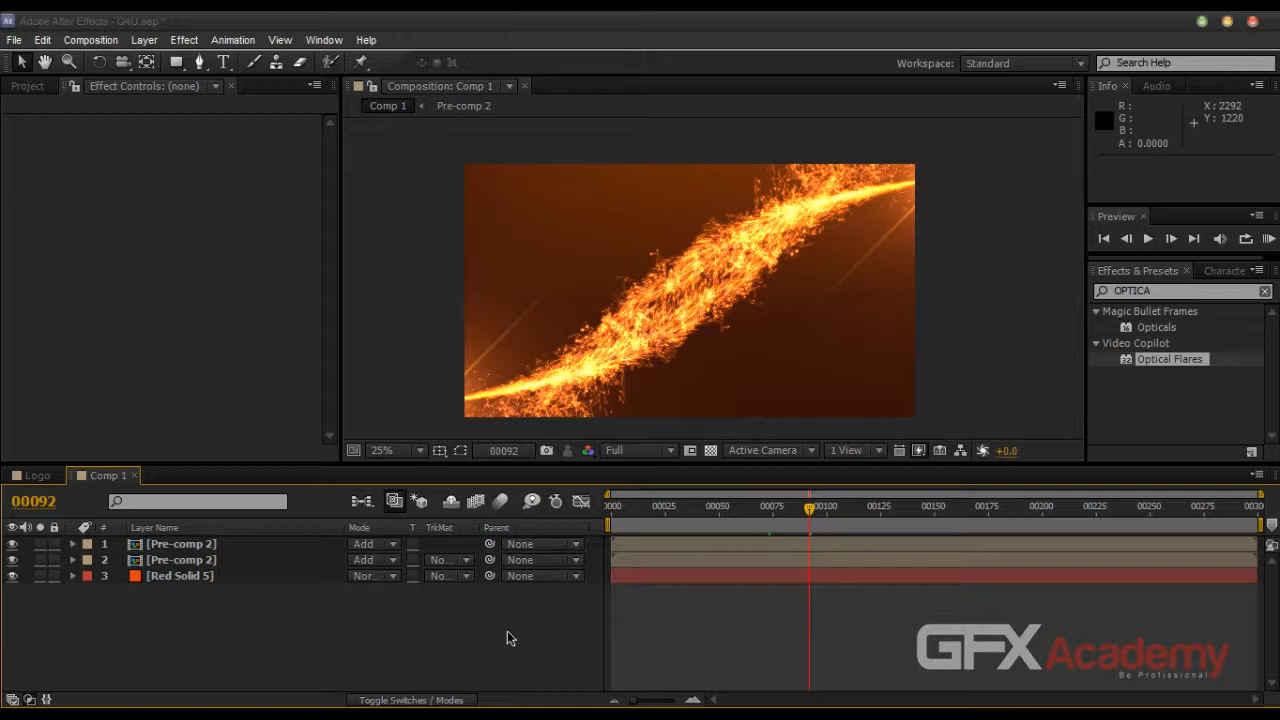 Adobe After Effects - Q4U.aep *
File Edit Composition Layer Effect Animation View Window Help
Workspace: Standard Search Help
Project Effect Controls: (none) Composition: Comp 1 Info Audio
Comp 1 Pre-comp 2
R : X : 2292
G : Y : 1220
B :
A : 0.0000
Preview
Effects & Presets Characte
OPTICA
Magic Bullet Frames
Opticals
Video Copilot
Optical Flares
25% 00092 Full Active Camera 1 View +0.0
Logo Comp 1
00092
0000 00025 00050 00075 00100 00125 00150 00175 00200 00225 00250 00275 0030
# Layer Name Mode T TrkMat Parent
1 [Pre-comp 2] Add None
2 [Pre-comp 2] Add No... None
3 [Red Solid 5] Nor... No... None
GFX Academy
Be Profissional
Toggle Switches / Modes